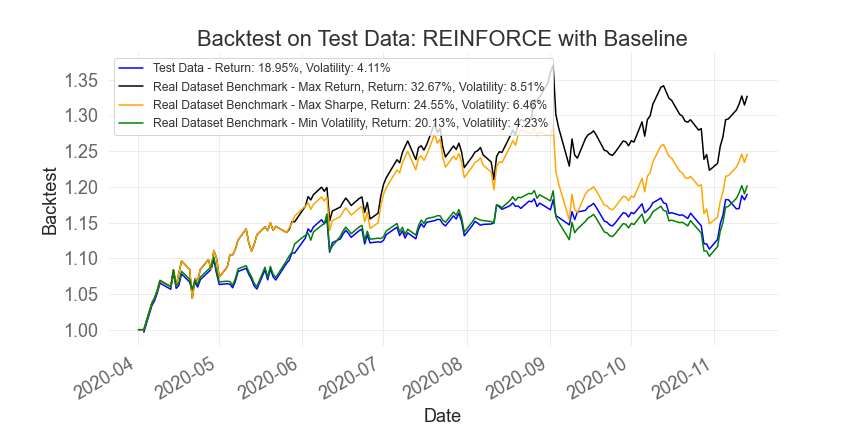 Backtest on Test Data: REINFORCE with Baseline
Test Data - Return: 18.95%, Volatility: 4.11%
Real Dataset Benchmark - Max Return, Return: 32.67%, Volatility: 8.51%
Real Dataset Benchmark - Max Sharpe, Return: 24.55%, Volatility: 6.46%
Real Dataset Benchmark - Min Volatility, Return: 20.13%, Volatility: 4.23%
Backtest
1.35
1.30
1.25
1.20
1.15
1.10
1.05
1.00
2020-04
2020-05
2020-06
2020-07
2020-08
2020-09
2020-10
2020-11
Date